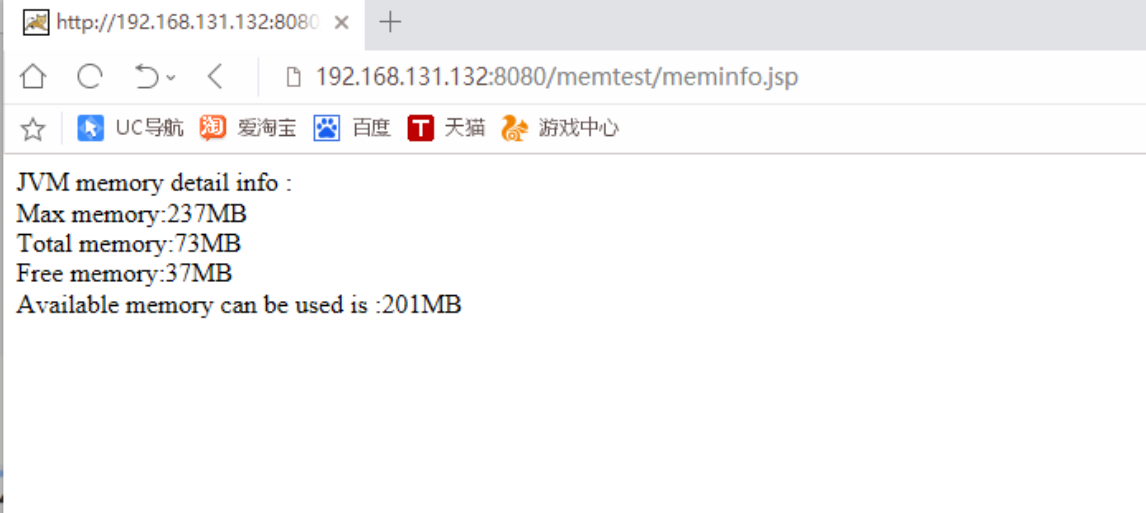 http://192.168.131.132:8080
192.168.131.132:8080/memtest/meminfo.jsp
UC导航 爱淘宝 百度 天猫 游戏中心
JVM memory detail info :
Max memory:237MB
Total memory:73MB
Free memory:37MB
Available memory can be used is :201MB